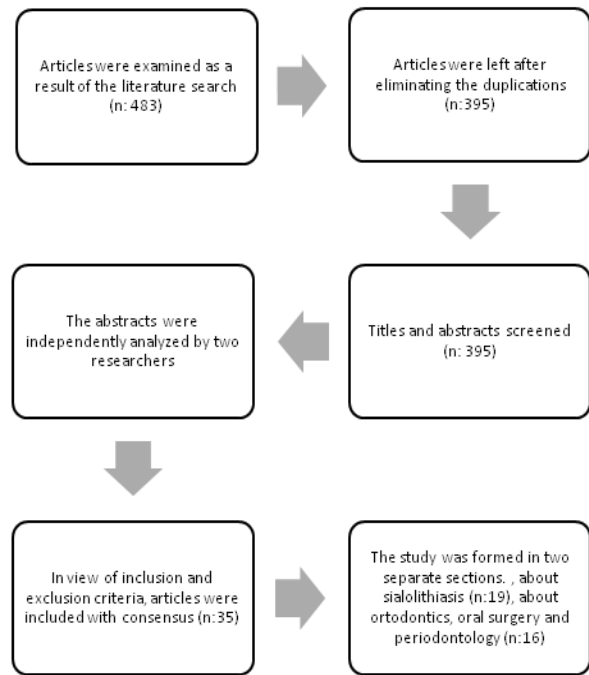 Articles were examined as a
result of the literature search
(n: 483)
Articles were left after
eliminating the duplications
(n:395)
Titles and abstracts screened
(n: 395)
The abstracts were
independently analyzed by two
researchers
In view of inclusion and
exclusion criteria, articles were
included with consensus (n:35)
The study was formed in two
separate sections. , about
sialolithiasis (n:19), about
ortodontics, oral surgery and
periodontology (n:16)